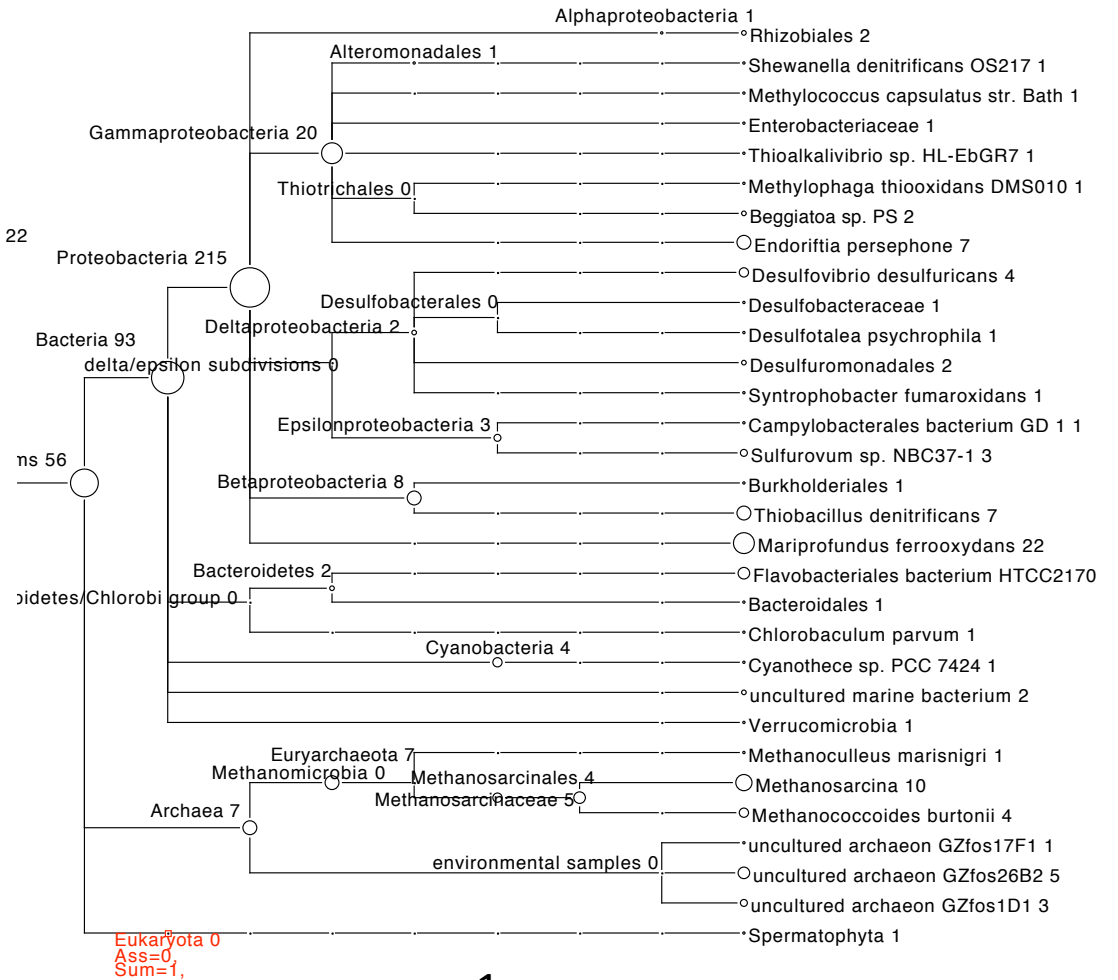 Alphaproteobacteria 1
Rhizobiales 2
Alteromonadales 1
Shewanella denitrificans OS217 1
Methylococcus capsulatus str. Bath 1
Gammaproteobacteria 20
Enterobacteriaceae 1
Thioalkalivibrio sp. HL-EbGR7 1
Thiotrichales 0
Methylophaga thiooxidans DMS010 1
Beggiatoa sp. PS 2
22
Endoriftia persephone 7
Proteobacteria 215
Desulfovibrio desulfuricans 4
Desulfobacterales 0
Desulfobacteraceae 1
Deltaproteobacteria 2
Desulfotalea psychrophila 1
Bacteria 93
delta/epsilon subdivisions 0
Desulfuromonadales 2
Syntrophobacter fumaroxidans 1
Epsilonproteobacteria 3
Campylobacterales bacterium GD 1 1
ms 56
Sulfurovum sp. NBC37-1 3
Betaproteobacteria 8
Burkholderiales 1
Thiobacillus denitrificans 7
Mariprofundus ferrooxydans 22
Bacteroidetes 2
Flavobacteriales bacterium HTCC2170
oidetes/Chlorobi group 0
Bacteroidales 1
Chlorobaculum parvum 1
Cyanobacteria 4
Cyanothece sp. PCC 7424 1
uncultured marine bacterium 2
Verrucomicrobia 1
Euryarchaeota 7
Methanoculleus marisnigri 1
Methanomicrobia 0
Methanosarcinales 4
Methanosarcina 10
Methanosarcinaceae 5
Archaea 7
Methanococcoides burtonii 4
uncultured archaeon GZfos17F1 1
environmental samples 0
uncultured archaeon GZfos26B2 5
uncultured archaeon GZfos1D1 3
Spermatophyta 1
Eukaryota 0
Ass=0,
Sum=1,